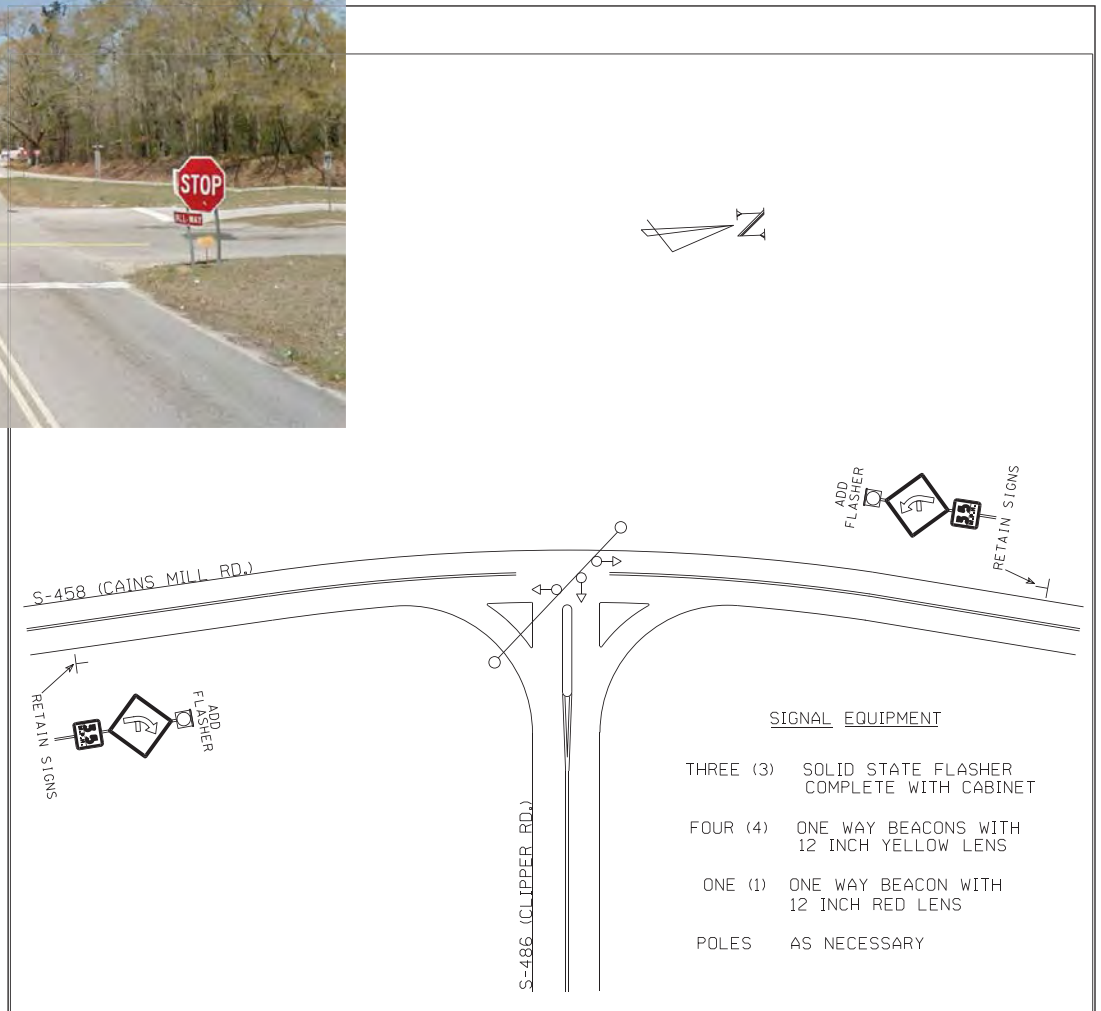 STOP
ALL WAY
N
ADD
FLASHER
35
M.P.H.
RETAIN SIGNS
S-458 (CAINS MILL RD.)
RETAIN SIGNS
35
M.P.H.
ADD
FLASHER
S-486 (CLIPPER RD.)
SIGNAL EQUIPMENT
THREE (3) SOLID STATE FLASHER
COMPLETE WITH CABINET
FOUR (4) ONE WAY BEACONS WITH
12 INCH YELLOW LENS
ONE (1) ONE WAY BEACON WITH
12 INCH RED LENS
POLES AS NECESSARY